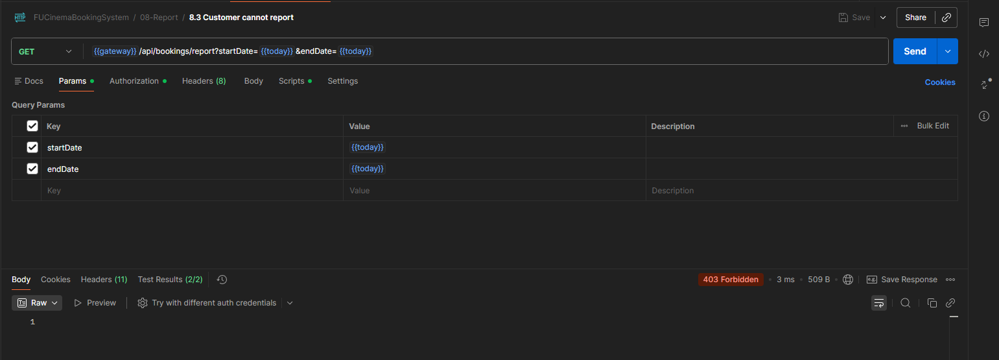 HTTP FUCinemaBookingSystem / 08-Report / 8.3 Customer cannot report Save Share
GET {{gateway}} /api/bookings/report?startDate= {{today}} &endDate= {{today}} Send
Docs Params Authorization Headers (8) Body Scripts Settings Cookies
Query Params
Key Value Description Bulk Edit
startDate {{today}}
endDate {{today}}
Key Value Description
Body Cookies Headers (11) Test Results (2/2) 403 Forbidden 3 ms 509 B e.g. Save Response
Raw Preview Try with different auth credentials
1